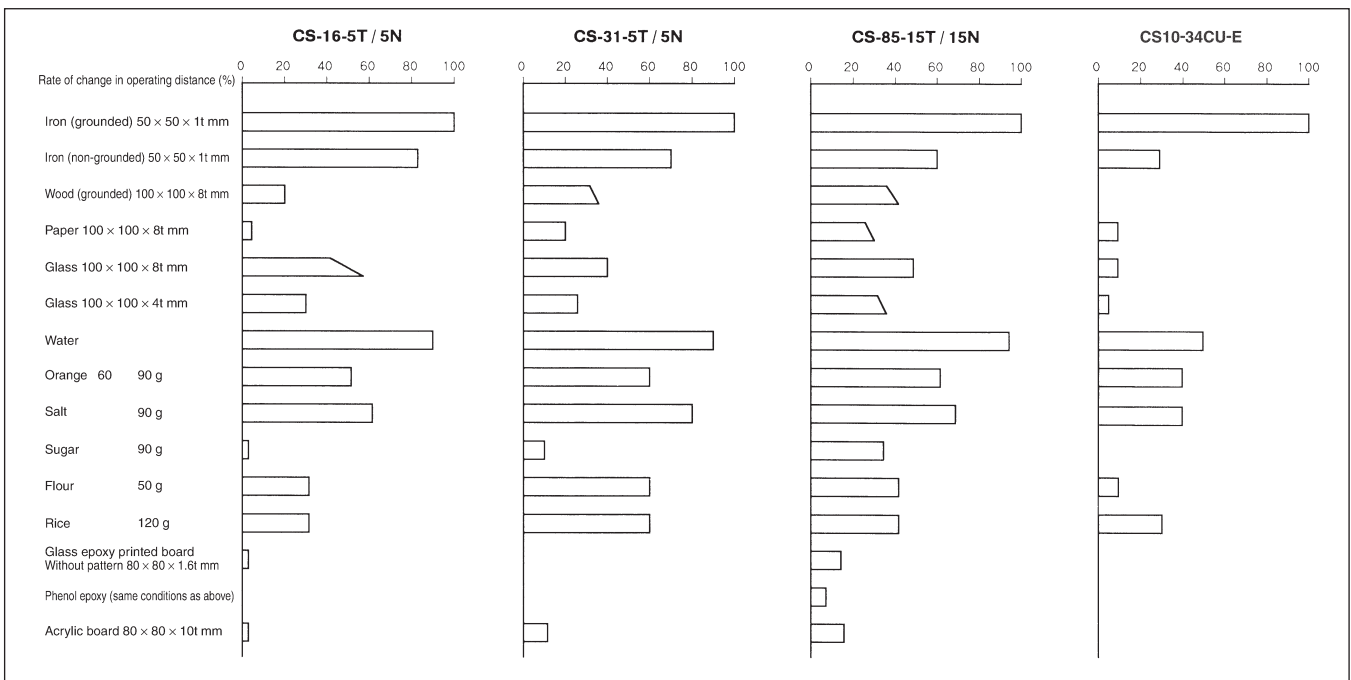 CS-16-5T / 5N CS-31-5T / 5N CS-85-15T / 15N CS10-34CU-E
Rate of change in operating distance (%) 0 20 40 60 80 100 0 20 40 60 80 100 0 20 40 60 80 100 0 20 40 60 80 100
Iron (grounded) 50 × 50 × 1t mm
Iron (non-grounded) 50 × 50 × 1t mm
Wood (grounded) 100 × 100 × 8t mm
Paper 100 × 100 × 8t mm
Glass 100 × 100 × 8t mm
Glass 100 × 100 × 4t mm
Water
Orange 60 90 g
Salt 90 g
Sugar 90 g
Flour 50 g
Rice 120 g
Glass epoxy printed board
Without pattern 80 × 80 × 1.6t mm
Phenol epoxy (same conditions as above)
Acrylic board 80 × 80 × 10t mm